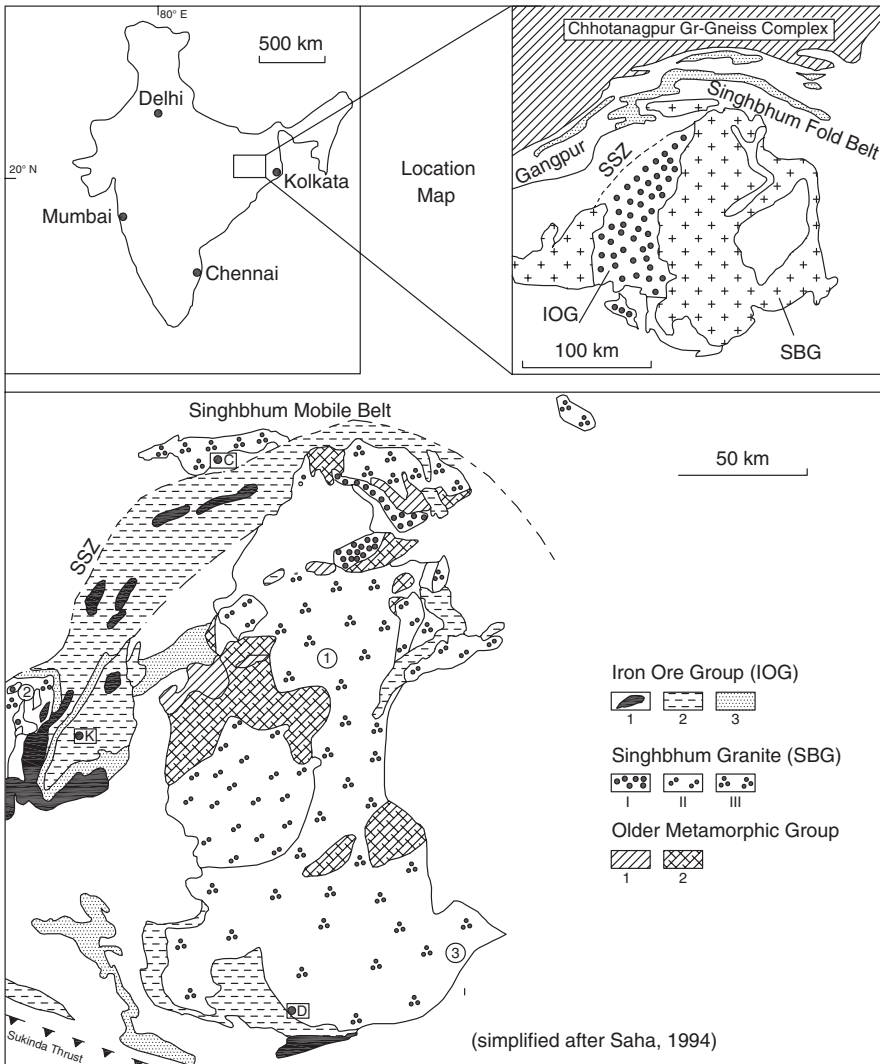 80° E
500 km
Delhi
20° N
Kolkata
Mumbai
Chennai
Location
Map
Chhotanagpur Gr-Gneiss Complex
Singhbhum Fold Belt
Gangpur
SSZ
IOG
SBG
100 km
Singhbhum Mobile Belt
C
50 km
SSZ
1
2
K
3
D
Sukinda Thrust
Iron Ore Group (IOG)
1 2 3
Singhbhum Granite (SBG)
I II III
Older Metamorphic Group
1 2
(simplified after Saha, 1994)